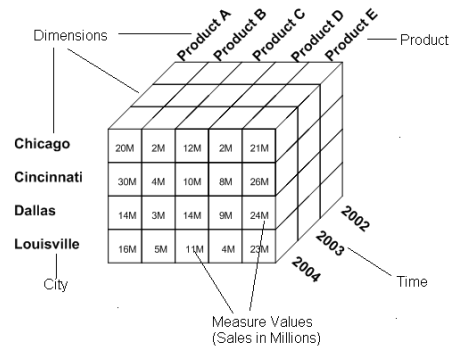 Dimensions
Product A
Product B
Product C
Product D
Product E
Product
Chicago
20M 2M 12M 2M 21M
Cincinnati
30M 4M 10M 8M 26M
Dallas
14M 3M 14M 9M 24M
Louisville
16M 5M 11M 4M 23M
2002
2003
2004
City
Time
Measure Values
(Sales in Millions)